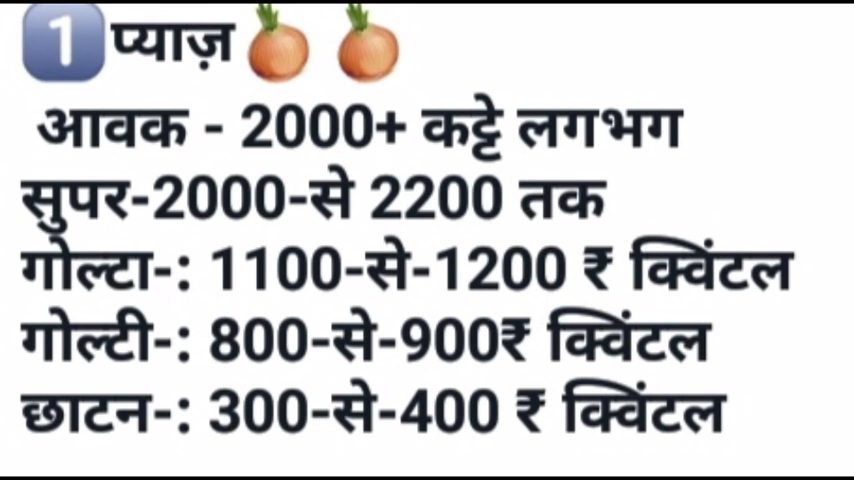 1 प्याज़
आवक - 2000+ कट्टे लगभग
सुपर-2000-से 2200 तक
गोल्टा-: 1100-से-1200 ₹ क्विंटल
गोल्टी-: 800-से-900₹ क्विंटल
छाटन-: 300-से-400 ₹ क्विंटल